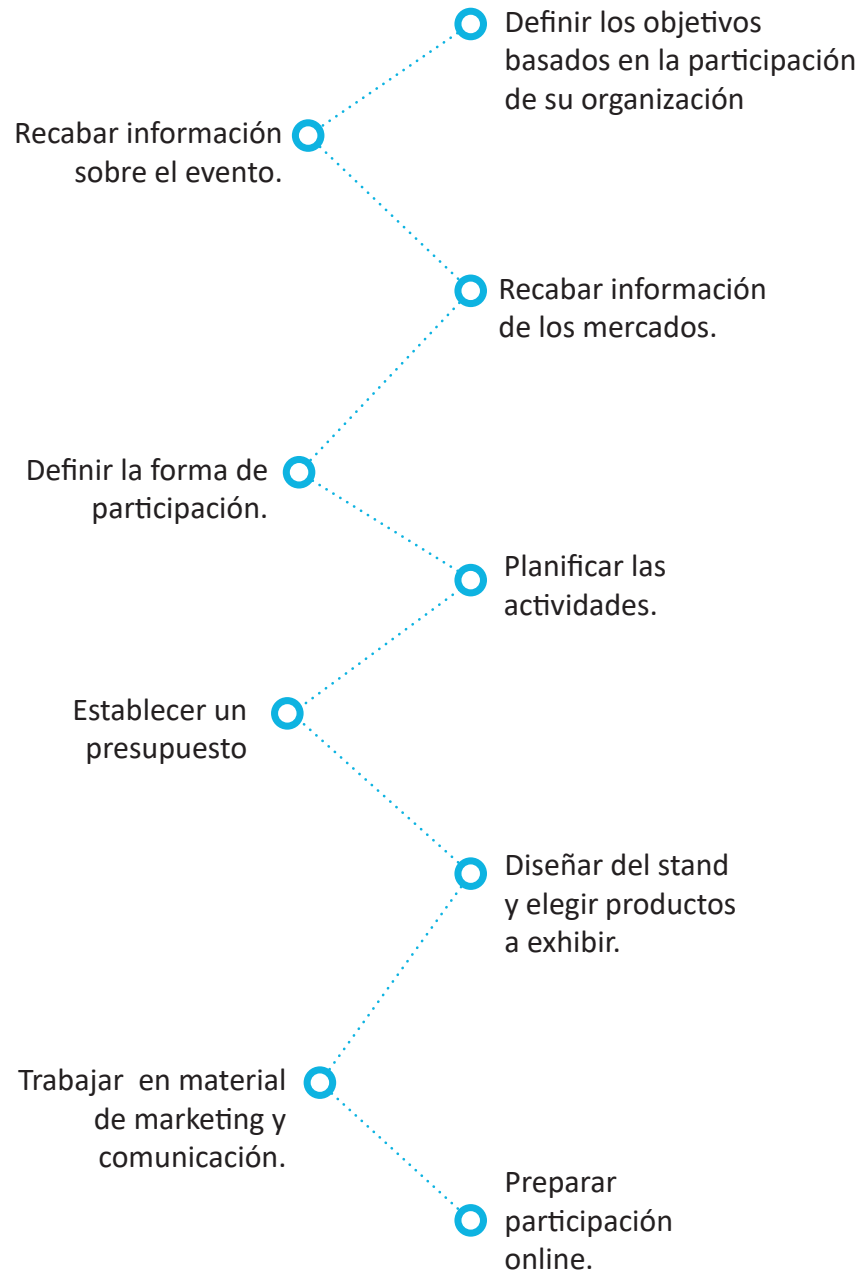 Definir los objetivos
basados en la participación
de su organización
Recabar información
sobre el evento.
Recabar información
de los mercados.
Definir la forma de
participación.
Planificar las
actividades.
Establecer un
presupuesto
Diseñar del stand
y elegir productos
a exhibir.
Trabajar  en material
de marketing y
comunicación.
Preparar
participación
online.